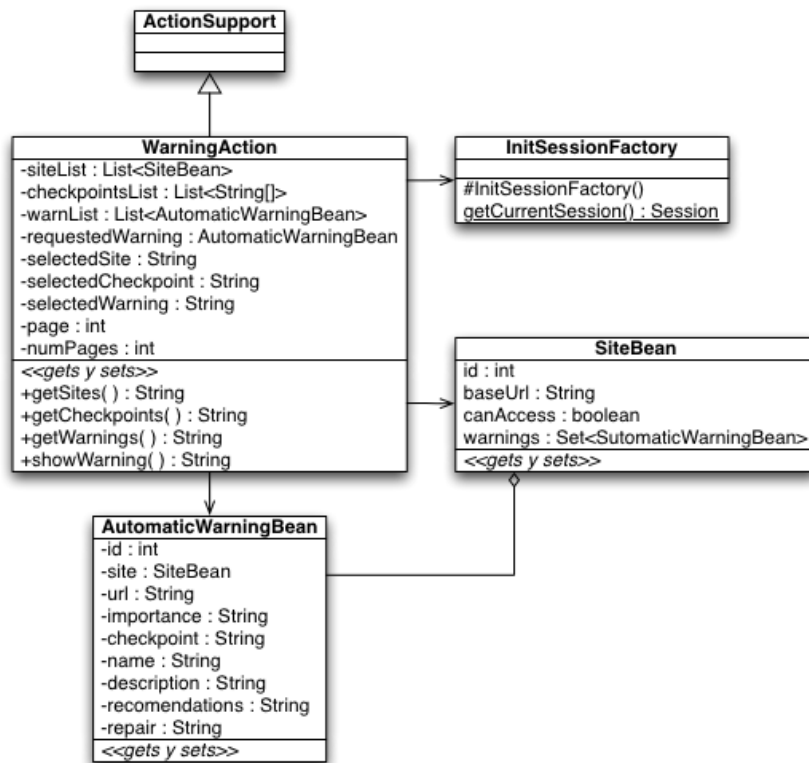 ActionSupport
WarningAction
-siteList : List<SiteBean>
-checkpointsList : List<String[]>
-warnList : List<AutomaticWarningBean>
-requestedWarning : AutomaticWarningBean
-selectedSite : String
-selectedCheckpoint : String
-selectedWarning : String
-page : int
-numPages : int
<<gets y sets>>
+getSites( ) : String
+getCheckpoints( ) : String
+getWarnings( ) : String
+showWarning( ) : String
InitSessionFactory
#InitSessionFactory()
getCurrentSession() : Session
SiteBean
id : int
baseUrl : String
canAccess : boolean
warnings : Set<SutomaticWarningBean>
<<gets y sets>>
AutomaticWarningBean
-id : int
-site : SiteBean
-url : String
-importance : String
-checkpoint : String
-name : String
-description : String
-recomendations : String
-repair : String
<<gets y sets>>